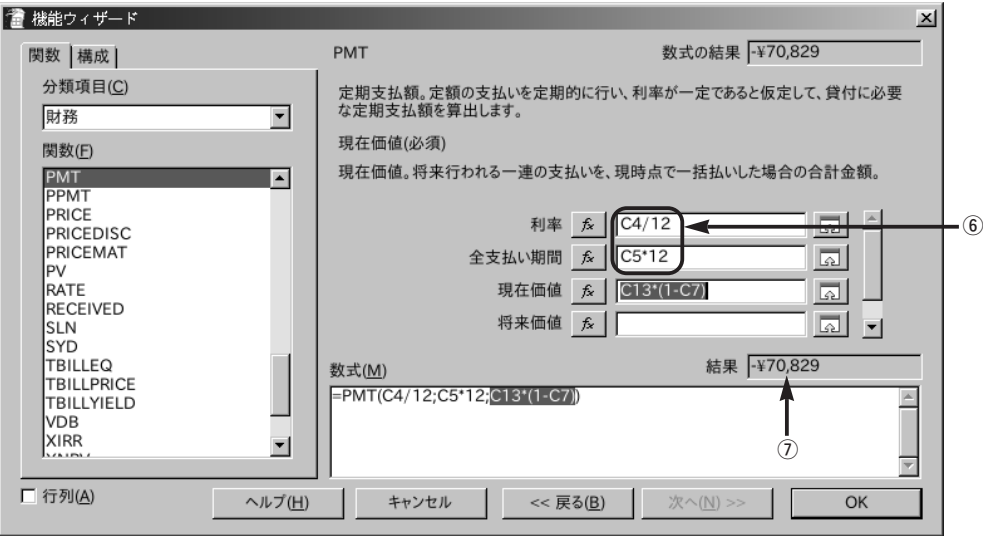 機能ウィザード
関数
構成
分類項目(C)
財務
関数(F)
PMT
PPMT
PRICE
PRICEDISC
PRICEMAT
PV
RATE
RECEIVED
SLN
SYD
TBILLEQ
TBILLPRICE
TBILLYIELD
VDB
XIRR
PMT
数式の結果 -¥70,829
定期支払額。定額の支払いを定期的に行い、利率が一定であると仮定して、貸付に必要
な定期支払額を算出します。
現在価値(必須)
現在価値。将来行われる一連の支払いを、現時点で一括払いした場合の合計金額。
利率 fx C4/12
⑥
全支払い期間 fx C5*12
現在価値 fx C13*(1-C7)
将来価値 fx
数式(M)
結果 -¥70,829
=PMT(C4/12;C5*12;C13*(1-C7))
⑦
行列(A)
ヘルプ(H)
キャンセル
<< 戻る(B)
次へ(N) >>
OK